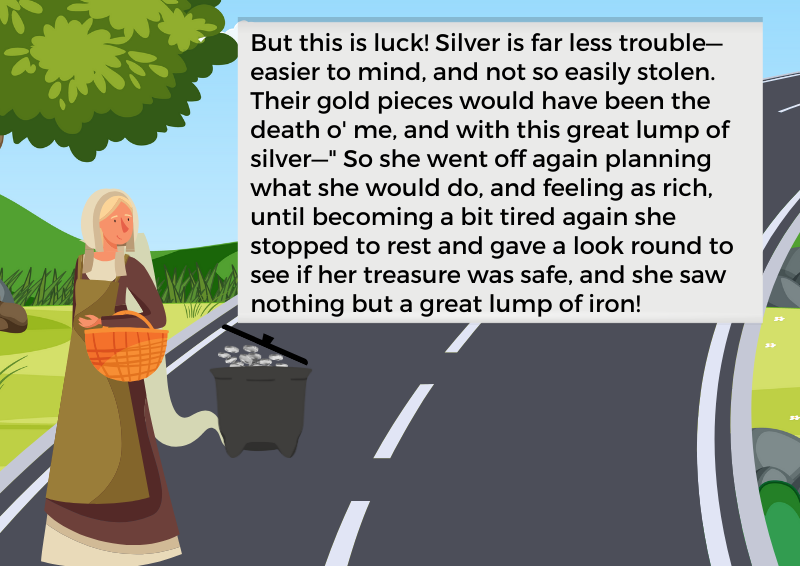 But this is luck! Silver is far less trouble—
easier to mind, and not so easily stolen.
Their gold pieces would have been the
death o' me, and with this great lump of
silver—" So she went off again planning
what she would do, and feeling as rich,
until becoming a bit tired again she
stopped to rest and gave a look round to
see if her treasure was safe, and she saw
nothing but a great lump of iron!